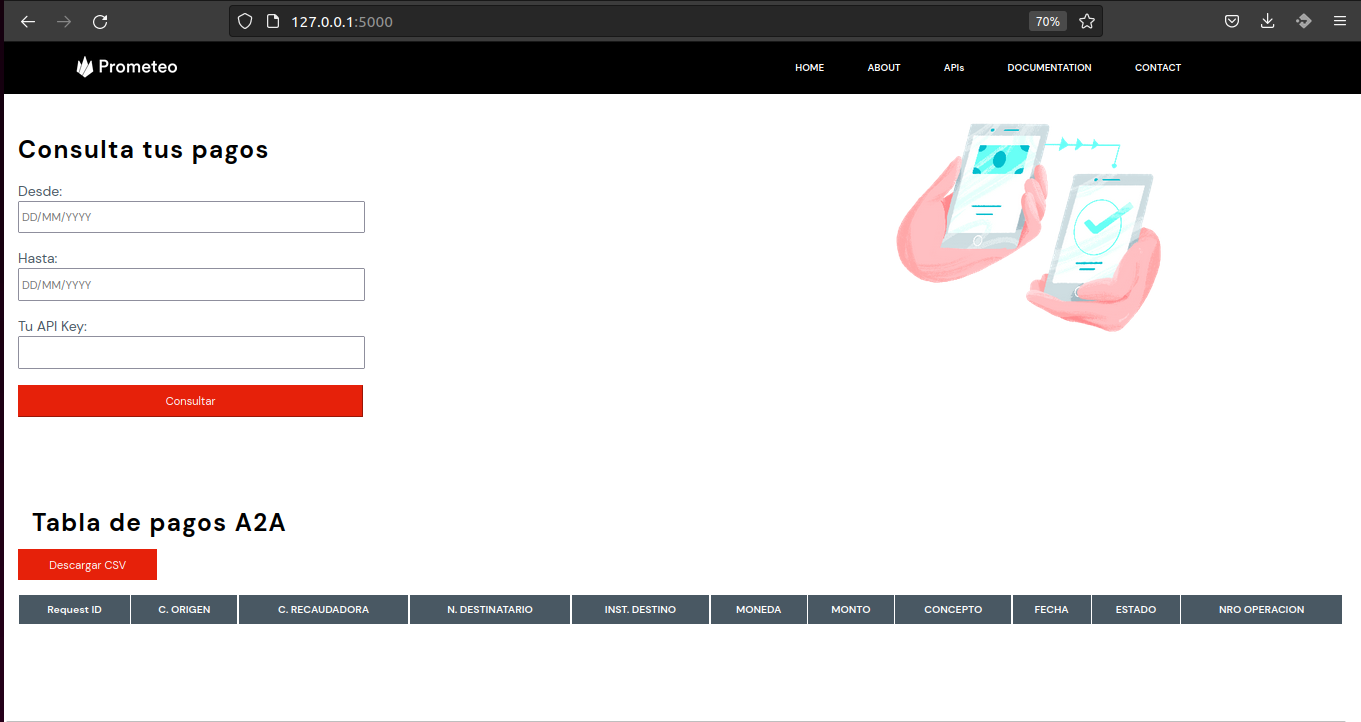 127.0.0.1:5000
70%
Prometeo
HOME ABOUT APIs DOCUMENTATION CONTACT
Consulta tus pagos
Desde:
DD/MM/YYYY
Hasta:
DD/MM/YYYY
Tu API Key:
Consultar
Tabla de pagos A2A
Descargar CSV
Request ID C. ORIGEN C. RECAUDADORA N. DESTINATARIO INST. DESTINO MONEDA MONTO CONCEPTO FECHA ESTADO NRO OPERACION